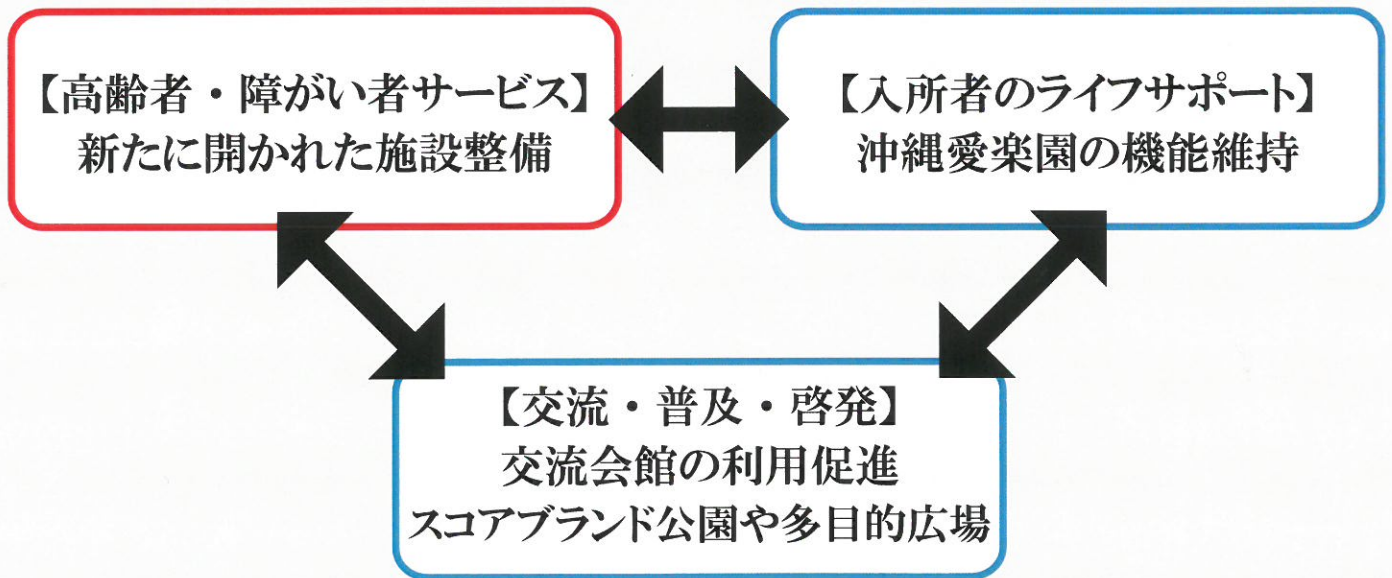 【高齢者・障がい者サービス】
新たに開かれた施設整備
【入所者のライフサポート】
沖縄愛楽園の機能維持
【交流・普及・啓発】
交流会館の利用促進
スコアブランド公園や多目的広場